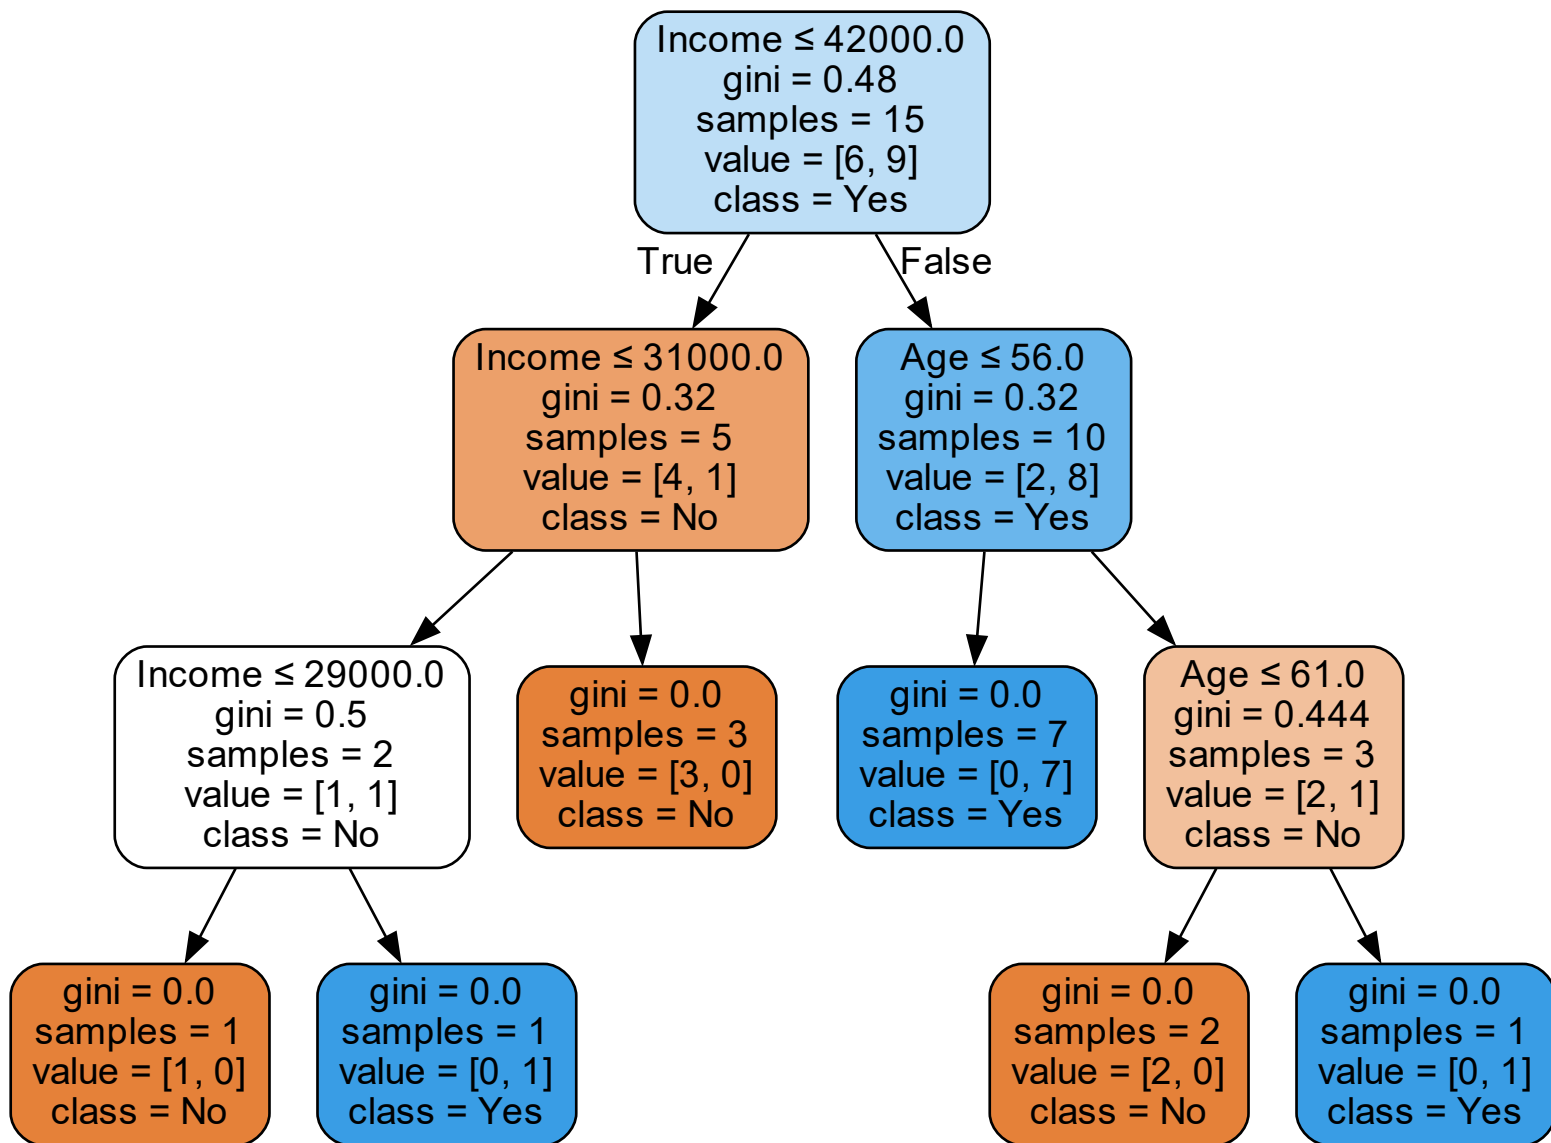 Income ≤ 42000.0
gini = 0.48
samples = 15
value = [6, 9]
class = Yes
True
False
Income ≤ 31000.0
gini = 0.32
samples = 5
value = [4, 1]
class = No
Age ≤ 56.0
gini = 0.32
samples = 10
value = [2, 8]
class = Yes
Income ≤ 29000.0
gini = 0.5
samples = 2
value = [1, 1]
class = No
gini = 0.0
samples = 3
value = [3, 0]
class = No
gini = 0.0
samples = 7
value = [0, 7]
class = Yes
Age ≤ 61.0
gini = 0.444
samples = 3
value = [2, 1]
class = No
gini = 0.0
samples = 1
value = [1, 0]
class = No
gini = 0.0
samples = 1
value = [0, 1]
class = Yes
gini = 0.0
samples = 2
value = [2, 0]
class = No
gini = 0.0
samples = 1
value = [0, 1]
class = Yes